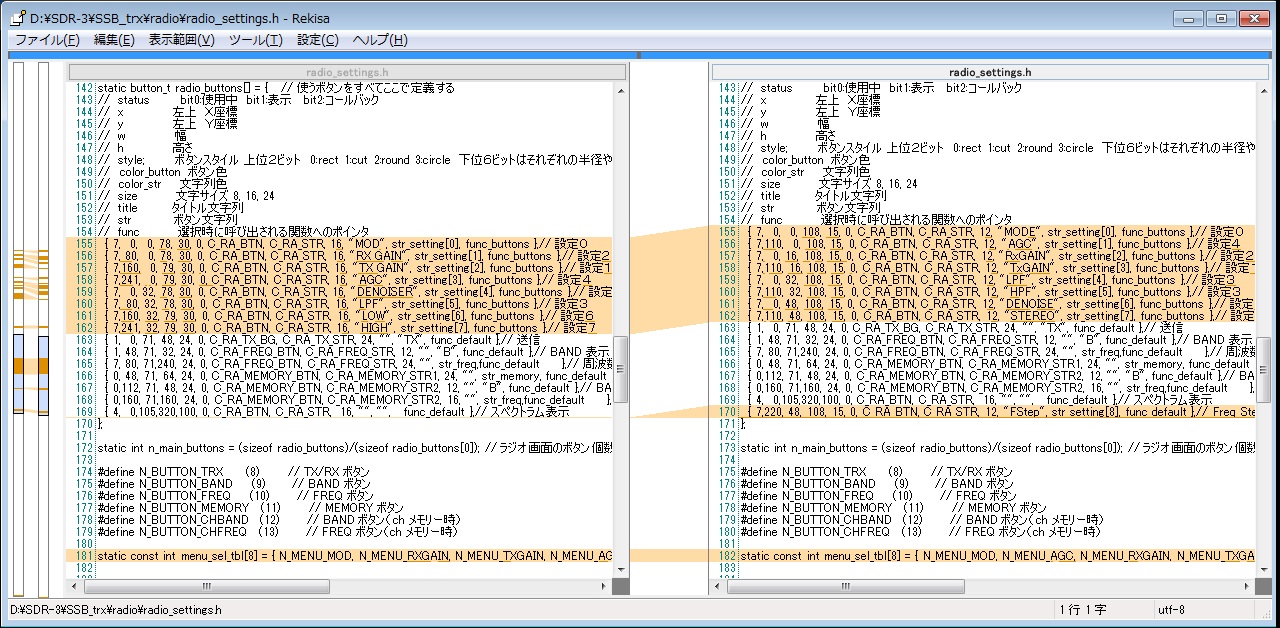 D:¥SDR-3¥SSB_trx¥radio¥radio_settings.h - Rekisa
ファイル(F) 編集(E) 表示範囲(V) ツール(T) 設定(C) ヘルプ(H)
radio_settings.h
142 static button_t radio_buttons[] = { // 使うボタンをすべてここで定義する
143 // status bit0:使用中 bit1:表示 bit2:コールバック
144 // x 左上 X座標
145 // y 左上 Y座標
146 // w 幅
147 // h 高さ
148 // style; ボタンスタイル 上位2ビット 0:rect 1:cut 2:round 3:circle 下位6ビットはそれぞれの半径や
149 // color_button ボタン色
150 // color_str 文字列色
151 // size 文字サイズ 8, 16, 24
152 // title タイトル文字列
153 // str ボタン文字列
154 // func 選択時に呼び出される関数へのポインタ
155 { 7, 0, 0, 78, 30, 0, C_RA_BTN, C_RA_STR, 16, "MOD", str_setting[0], func_buttons },// 設定0
156 { 7, 80, 0, 78, 30, 0, C_RA_BTN, C_RA_STR, 16, "RX GAIN", str_setting[1], func_buttons },// 設定2
157 { 7,160, 0, 79, 30, 0, C_RA_BTN, C_RA_STR, 16, "TX GAIN", str_setting[2], func_buttons },// 設定1
158 { 7,241, 0, 79, 30, 0, C_RA_BTN, C_RA_STR, 16, "AGC", str_setting[3], func_buttons },// 設定4
159 { 7, 0, 32, 78, 30, 0, C_RA_BTN, C_RA_STR, 16, "DENOISER", str_setting[4], func_buttons },// 設定
160 { 7, 80, 32, 78, 30, 0, C_RA_BTN, C_RA_STR, 16, "LPF", str_setting[5], func_buttons },// 設定3
161 { 7,160, 32, 79, 30, 0, C_RA_BTN, C_RA_STR, 16, "LOW", str_setting[6], func_buttons },// 設定6
162 { 7,241, 32, 79, 30, 0, C_RA_BTN, C_RA_STR, 16, "HIGH", str_setting[7], func_buttons },// 設定7
163 { 1, 0, 71, 48, 24, 0, C_RA_TX_BG, C_RA_TX_STR, 24, "", "TX", func_default },// 送信
164 { 1, 48, 71, 32, 24, 0, C_RA_FREQ_BTN, C_RA_FREQ_STR, 12, "", "B", func_default },// BAND 表示
165 { 7, 80, 71,240, 24, 0, C_RA_FREQ_BTN, C_RA_FREQ_STR, 24, "", str_freq,func_default },// 周波数
166 { 0, 48, 71, 64, 24, 0, C_RA_MEMORY_BTN, C_RA_MEMORY_STR1, 24, "", str_memory, func_default
167 { 0,112, 71, 48, 24, 0, C_RA_MEMORY_BTN, C_RA_MEMORY_STR2, 12, "", "B", func_default },// BA
168 { 0,160, 71,160, 24, 0, C_RA_MEMORY_BTN, C_RA_MEMORY_STR2, 16, "", str_freq,func_default },
169 { 4, 0,105,320,100, 0, C_RA_BTN, C_RA_STR, 16, "", "", func_default },// スペクトラム表示
170 };
171
172 static int n_main_buttons = (sizeof radio_buttons)/(sizeof radio_buttons[0]); // ラジオ画面のボタン個数
173
174 #define N_BUTTON_TRX (8) // TX/RX ボタン
175 #define N_BUTTON_BAND (9) // BAND ボタン
176 #define N_BUTTON_FREQ (10) // FREQ ボタン
177 #define N_BUTTON_MEMORY (11) // MEMORY ボタン
178 #define N_BUTTON_CHBAND (12) // BAND ボタン(ch メモリー時)
179 #define N_BUTTON_CHFREQ (13) // FREQ ボタン(ch メモリー時)
180
181 static const int menu_sel_tbl[8] = { N_MENU_MOD, N_MENU_RXGAIN, N_MENU_TXGAIN, N_MENU_AG
182
radio_settings.h
143 // status bit0:使用中 bit1:表示 bit2:コールバック
144 // x 左上 X座標
145 // y 左上 Y座標
146 // w 幅
147 // h 高さ
148 // style; ボタンスタイル 上位2ビット 0:rect 1:cut 2:round 3:circle 下位6ビットはそれぞれの半径や
149 // color_button ボタン色
150 // color_str 文字列色
151 // size 文字サイズ 8, 16, 24
152 // title タイトル文字列
153 // str ボタン文字列
154 // func 選択時に呼び出される関数へのポインタ
155 { 7, 0, 0, 108, 15, 0, C_RA_BTN, C_RA_STR, 12, "MODE", str_setting[0], func_buttons },// 設定0
156 { 7,110, 0, 108, 15, 0, C_RA_BTN, C_RA_STR, 12, "AGC", str_setting[1], func_buttons },// 設定4
157 { 7, 0, 16, 108, 15, 0, C_RA_BTN, C_RA_STR, 12, "RxGAIN", str_setting[2], func_buttons },// 設定2
158 { 7,110, 16, 108, 15, 0, C_RA_BTN, C_RA_STR, 12, "TxGAIN", str_setting[3], func_buttons },// 設定
159 { 7, 0, 32, 108, 15, 0, C_RA_BTN, C_RA_STR, 12, "LPF", str_setting[4], func_buttons },// 設定3
160 { 7,110, 32, 108, 15, 0, C_RA_BTN, C_RA_STR, 12, "HPF", str_setting[5], func_buttons },// 設定3
161 { 7, 0, 48, 108, 15, 0, C_RA_BTN, C_RA_STR, 12, "DENOISE", str_setting[6], func_buttons },// 設定
162 { 7,110, 48, 108, 15, 0, C_RA_BTN, C_RA_STR, 12, "STEREO", str_setting[7], func_buttons },// 設定
163 { 1, 0, 71, 48, 24, 0, C_RA_TX_BG, C_RA_TX_STR, 24, "", "TX", func_default },// 送信
164 { 1, 48, 71, 32, 24, 0, C_RA_FREQ_BTN, C_RA_FREQ_STR, 12, "", "B", func_default },// BAND 表示
165 { 7, 80, 71,240, 24, 0, C_RA_FREQ_BTN, C_RA_FREQ_STR, 24, "", str_freq,func_default },// 周波数
166 { 0, 48, 71, 64, 24, 0, C_RA_MEMORY_BTN, C_RA_MEMORY_STR1, 24, "", str_memory, func_default
167 { 0,112, 71, 48, 24, 0, C_RA_MEMORY_BTN, C_RA_MEMORY_STR2, 12, "", "B", func_default },// BA
168 { 0,160, 71,160, 24, 0, C_RA_MEMORY_BTN, C_RA_MEMORY_STR2, 16, "", str_freq,func_default },
169 { 4, 0,105,320,100, 0, C_RA_BTN, C_RA_STR, 16, "", "", func_default },// スペクトラム表示
170 { 7,220, 48, 108, 15, 0, C_RA_BTN, C_RA_STR, 12, "FStep", str_setting[8], func_default },// Freq Ste
171 };
172
173 static int n_main_buttons = (sizeof radio_buttons)/(sizeof radio_buttons[0]); // ラジオ画面のボタン個数
174
175 #define N_BUTTON_TRX (8) // TX/RX ボタン
176 #define N_BUTTON_BAND (9) // BAND ボタン
177 #define N_BUTTON_FREQ (10) // FREQ ボタン
178 #define N_BUTTON_MEMORY (11) // MEMORY ボタン
179 #define N_BUTTON_CHBAND (12) // BAND ボタン(ch メモリー時)
180 #define N_BUTTON_CHFREQ (13) // FREQ ボタン(ch メモリー時)
181
182 static const int menu_sel_tbl[8] = { N_MENU_MOD, N_MENU_AGC, N_MENU_RXGAIN, N_MENU_TXGA
183
D:¥SDR-3¥SSB_trx¥radio¥radio_settings.h 1 行 1 字 utf-8